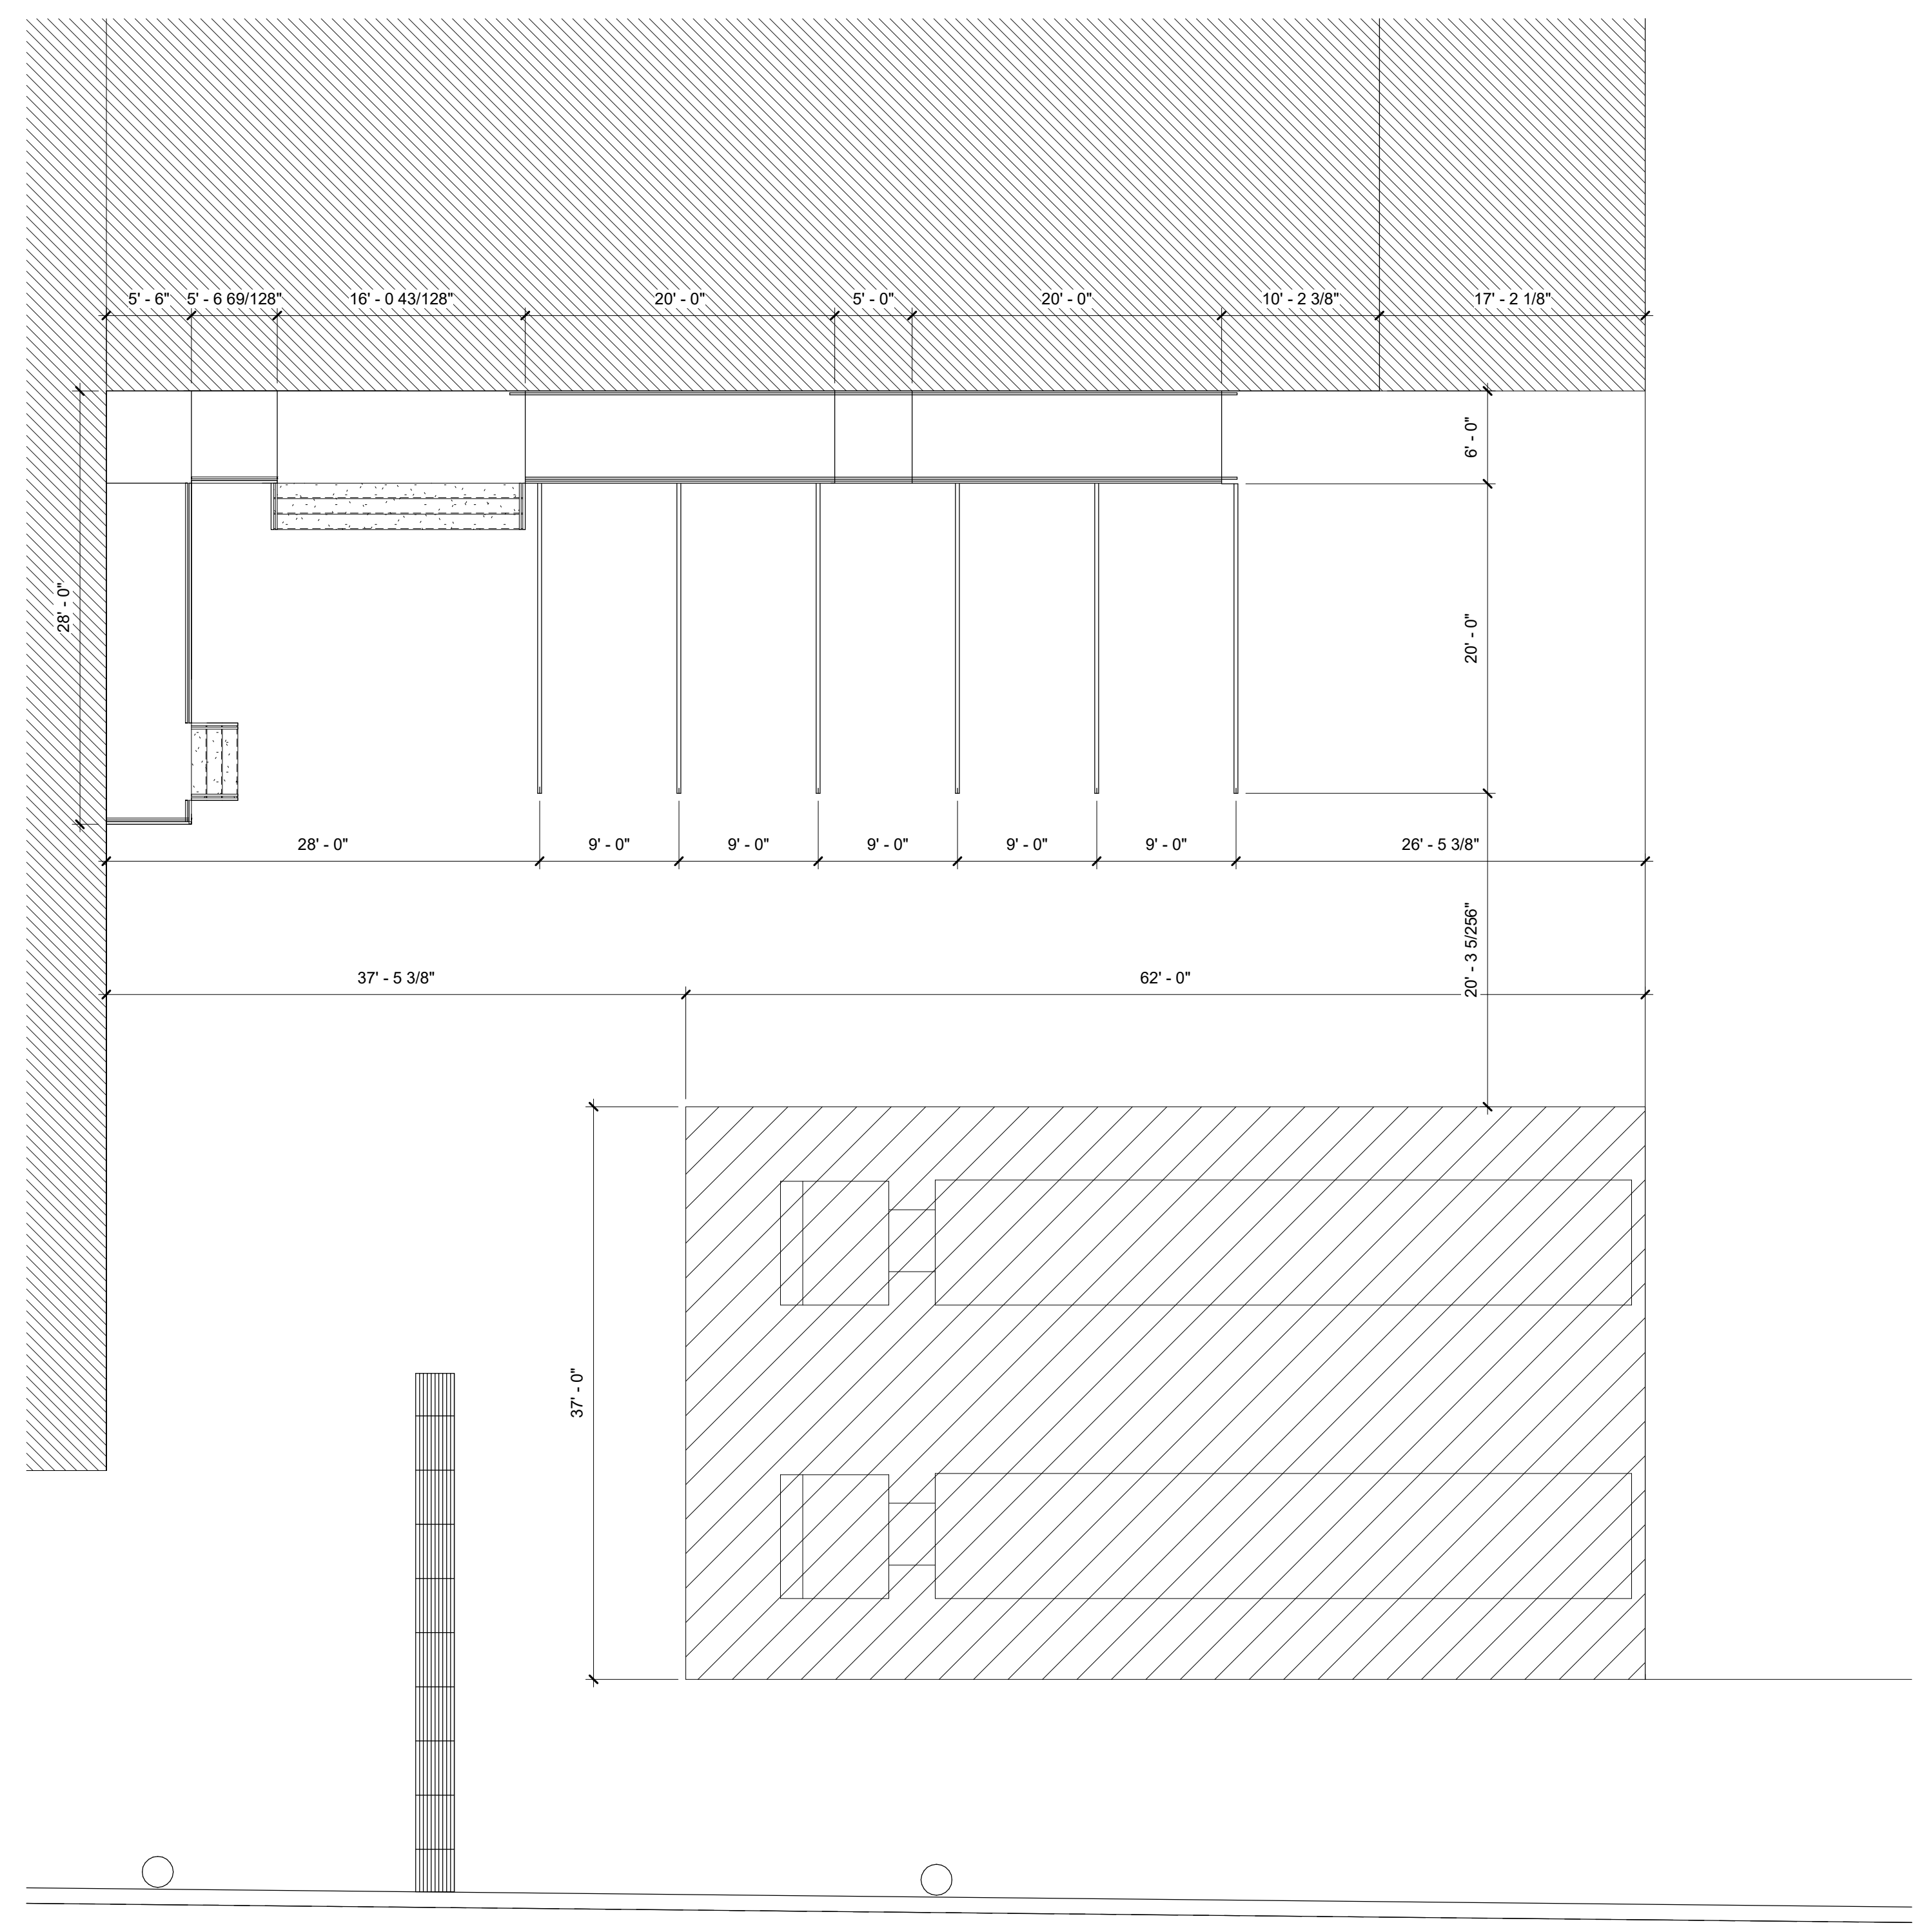 5' - 6"
5' - 6 69/128"
16' - 0 43/128"
20' - 0"
5' - 0"
20' - 0"
10' - 2 3/8"
17' - 2 1/8"
6' - 0"
28' - 0"
20' - 0"
28' - 0"
9' - 0"
9' - 0"
9' - 0"
9' - 0"
9' - 0"
26' - 5 3/8"
20' - 3 5/256"
37' - 5 3/8"
62' - 0"
37' - 0"